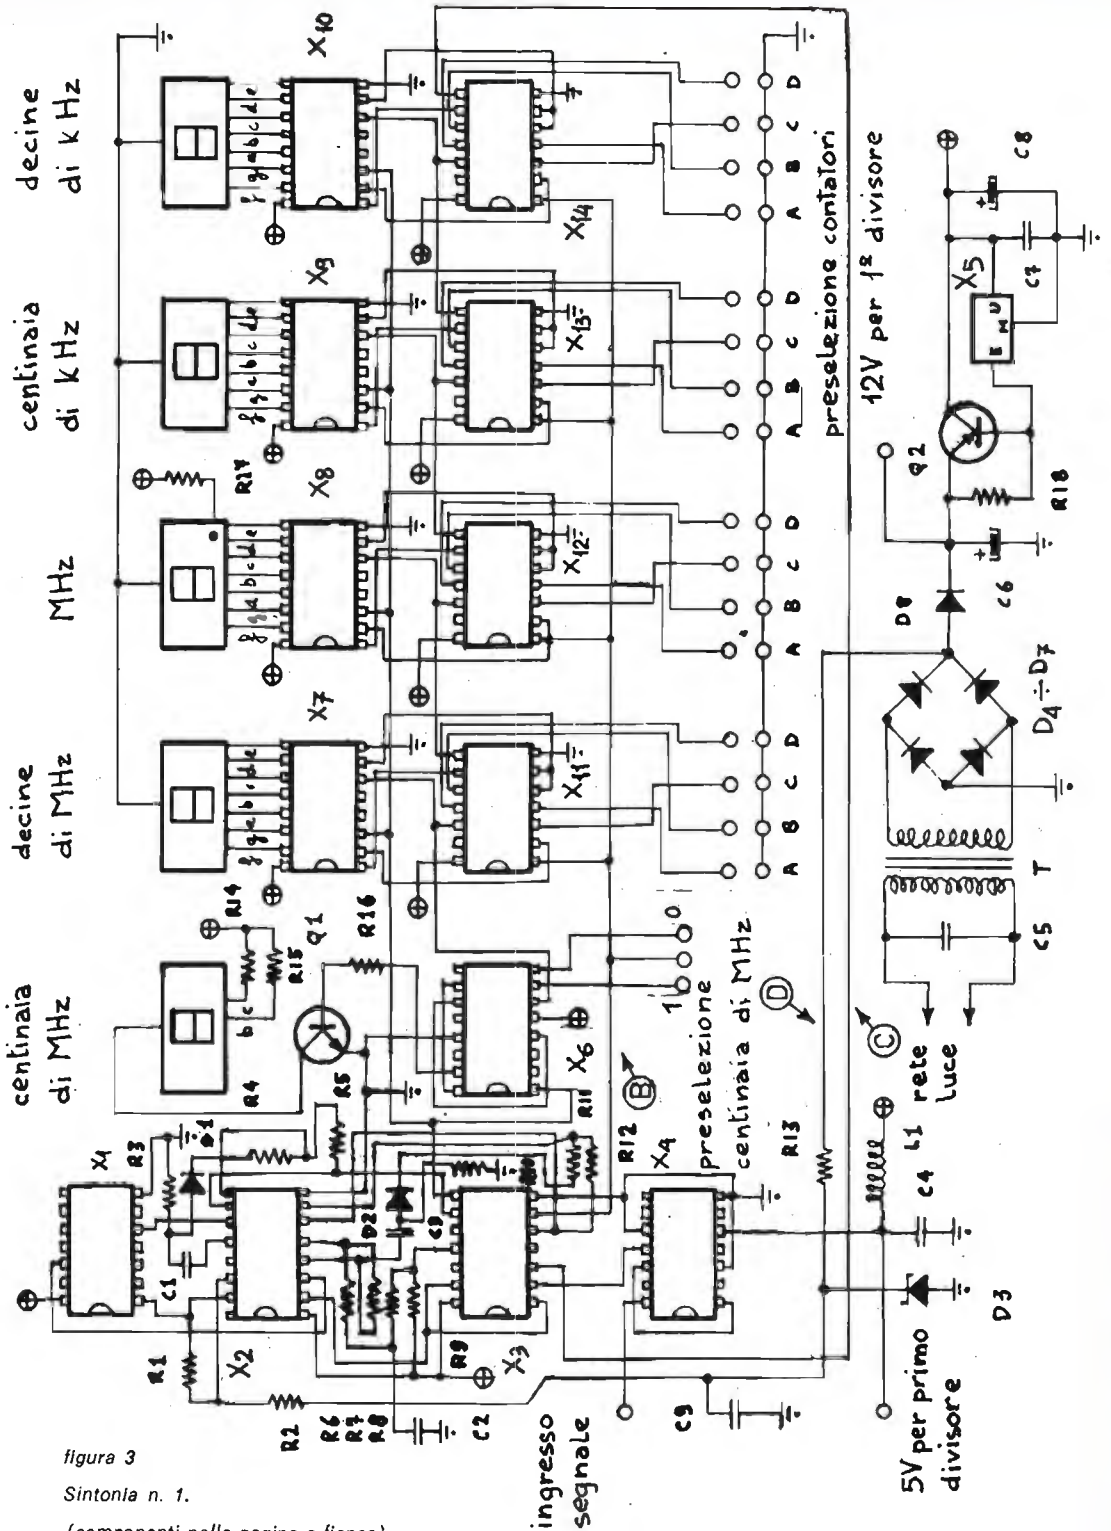 decine
di kHz
centinaia
di kHz
MHz
decine
di MHz
centinaia
di MHz
X10
X9
X8
X7
R17
f g a b c d e
f g a b c d e
f g a b c d e
f g a b c d e
b c
R14
R15
Q1
R16
R4
R5
X1
R3
D1
C1
R1
X2
R2
R6
R7
R8
D2
C3
R9
C2
X3
R11
R12
X4
X6
X11
X12
X13
X14
A B C D
A B C D
A B C D
A B C D
preselezione contatori
1 0
preselezione
centinaia di MHz
B
D
C
R13
ingresso
segnale
C9
5V per primo
divisore
D3
C4
L1
rete
luce
C5
T
D4÷D7
D8
C6
R18
Q2
12V per 1º divisore
X5
E M U
C7
C8
figura 3
Sintonia n. 1.
(componenti nella pagina a fianco)